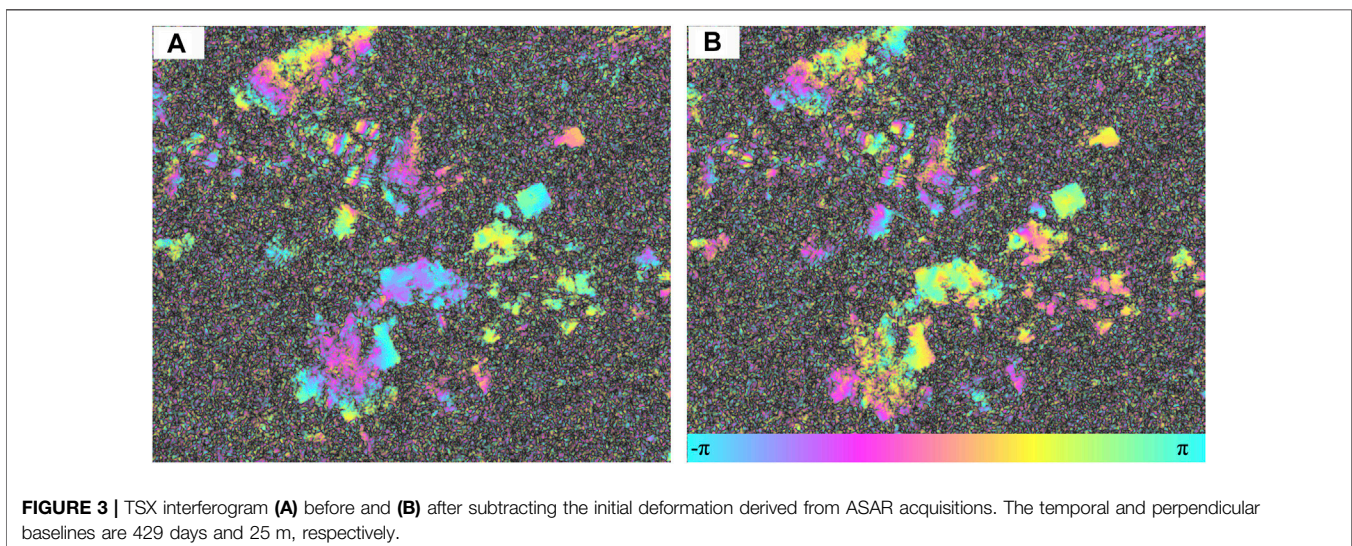 A
B
-π
π
FIGURE 3 | TSX interferogram (A) before and (B) after subtracting the initial deformation derived from ASAR acquisitions. The temporal and perpendicular
baselines are 429 days and 25 m, respectively.